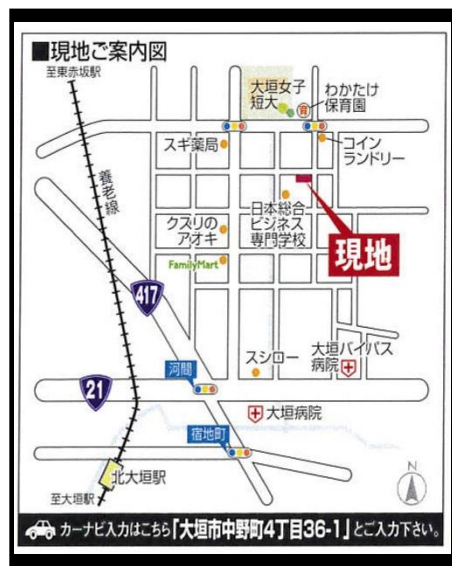 ■現地ご案内図
至東赤坂駅
大垣女子
短大
育
わかたけ
保育園
スギ薬局
コイン
ランドリー
養老線
日本総合
ビジネス
専門学校
クスリの
アオキ
現地
FamilyMart
417
スシロー
大垣バイパス
病院
河間
21
大垣病院
宿地町
北大垣駅
至大垣駅
N
カーナビ入力はこちら「大垣市中野町4丁目36-1」とご入力下さい。